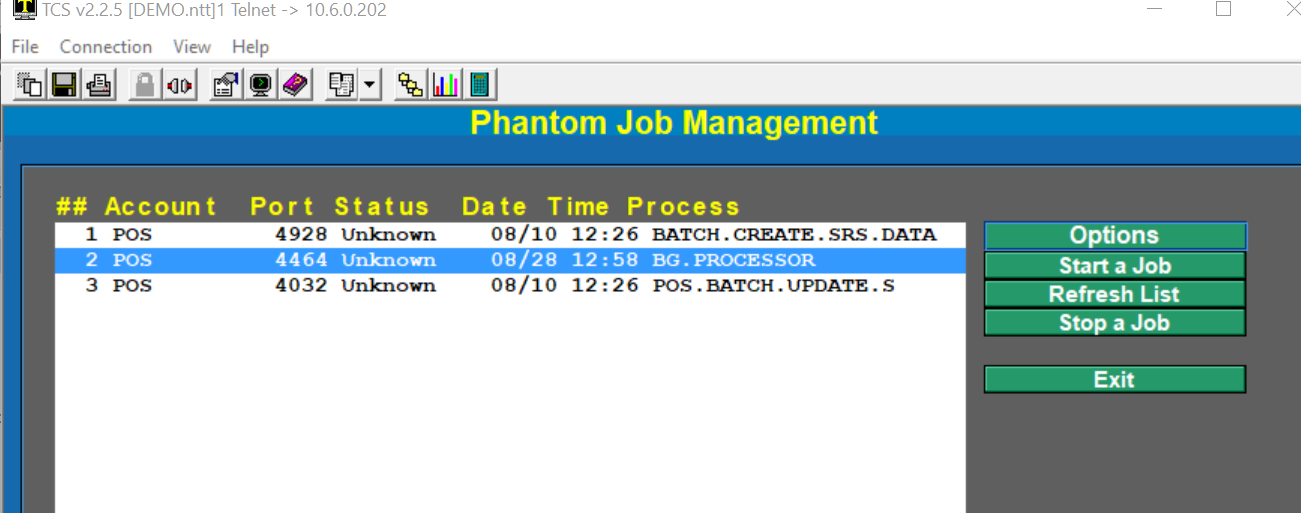 TCS v2.2.5 [DEMO.ntt]1 Telnet -> 10.6.0.202
File Connection View Help
Phantom Job Management
## Account Port Status Date Time Process
1 POS 4928 Unknown 08/10 12:26 BATCH.CREATE.SRS.DATA
2 POS 4464 Unknown 08/28 12:58 BG.PROCESSOR
3 POS 4032 Unknown 08/10 12:26 POS.BATCH.UPDATE.S
Options
Start a Job
Refresh List
Stop a Job
Exit